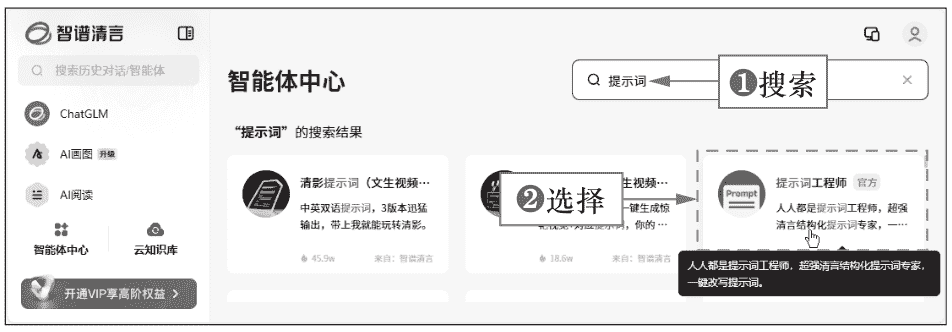 智谱清言
搜索历史对话/智能体
ChatGLM
AI画图 升级
AI阅读
智能体中心
云知识库
开通VIP享高阶权益 >
智能体中心
提示词
❶搜索
“提示词”的搜索结果
清影提示词（文生视频…
中英双语提示词，3版本迅猛
输出，带上我就能玩转清影。
45.9w
来自：智谱清言
❷选择
生视频…
一键生成惊
你的…
38.6w
来自：智谱清言
Prompt
提示词工程师 官方
人人都是提示词工程师，超强
清言结构化提示词专家，一…
人人都是提示词工程师，超强清言结构化提示词专家，
一键改写提示词。